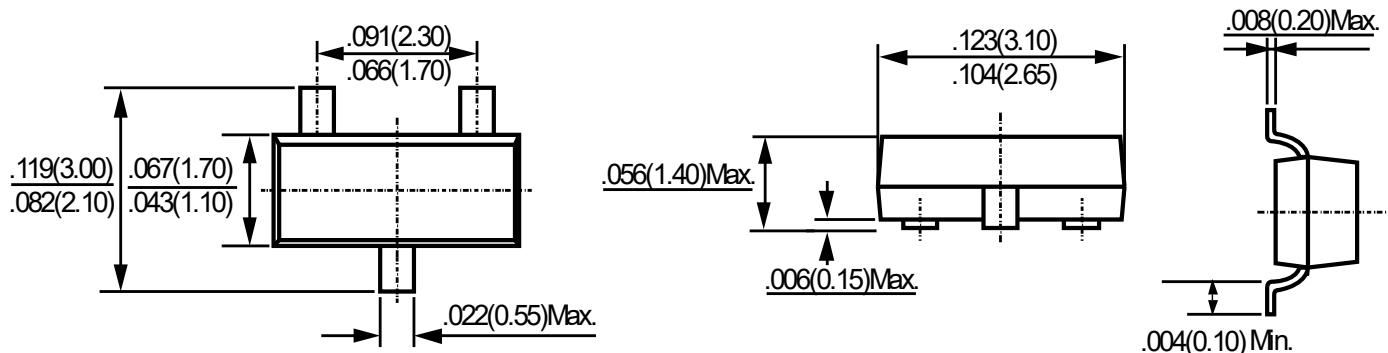 .091(2.30)
.066(1.70)
.119(3.00)
.082(2.10)
.067(1.70)
.043(1.10)
.022(0.55)Max.
.123(3.10)
.104(2.65)
.056(1.40)Max.
.006(0.15)Max.
.008(0.20)Max.
.004(0.10)Min.